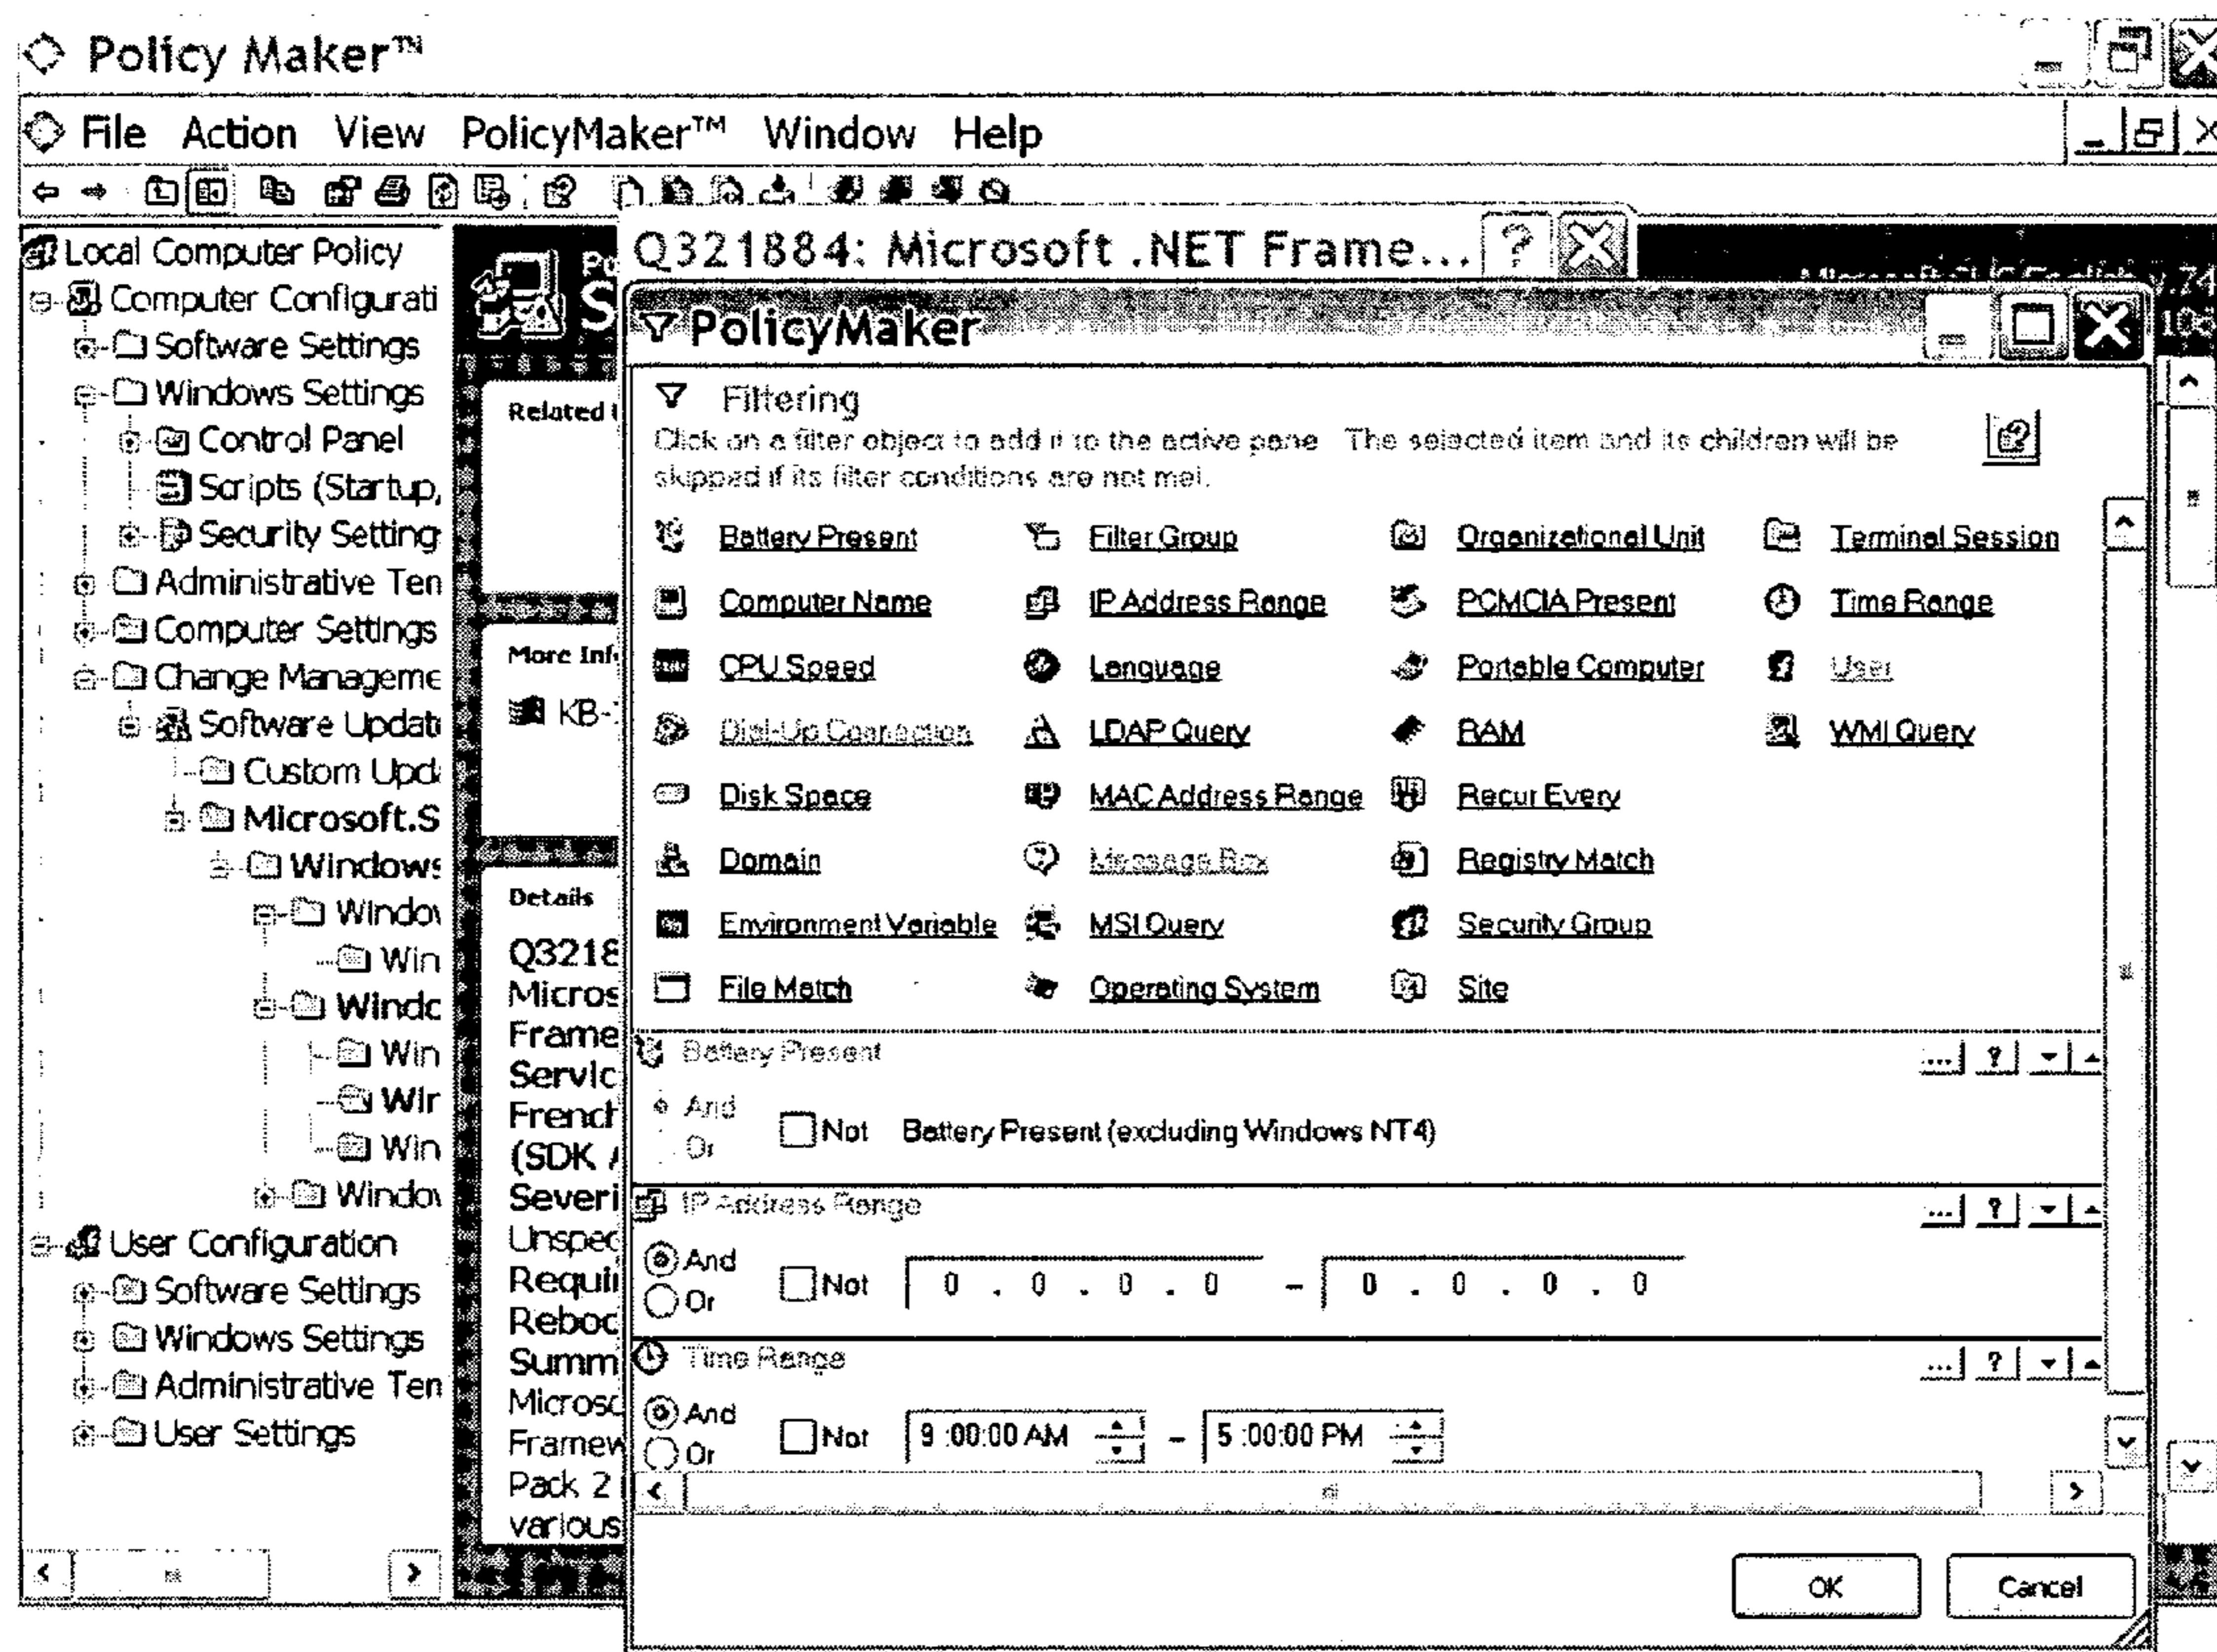 Policy Maker™
File Action View PolicyMaker™ Window Help
Local Computer Policy
Computer Configurati
Software Settings
Windows Settings
Control Panel
Scripts (Startup,
Security Setting
Administrative Ten
Computer Settings
Change Manageme
Software Updat
Custom Upd
Microsoft.S
Windows
Windov
Win
Windc
Win
Wir
Win
Windov
User Configuration
Software Settings
Windows Settings
Administrative Ten
User Settings
Related
More Inf
KB-
Details
Q3218
Micros
Frame
Servic
French
(SDK
Severi
Unspec
Requi
Reboo
Summ
Microso
Framew
Pack 2
various
Q321884: Microsoft .NET Frame...
PolicyMaker
Filtering
Click on a filter object to add it to the active pane The selected item and its children will be
skipped if its filter conditions are not met.
Battery Present Filter Group Organizational Unit Terminal Session
Computer Name IP Address Range PCMCIA Present Time Range
CPU Speed Language Portable Computer User
Dial-Up Connection LDAP Query RAM WMI Query
Disk Space MAC Address Range Recur Every
Domain Message Box Registry Match
Environment Variable MSI Query Security Group
File Match Operating System Site
Battery Present
... ?
And
Or
Not Battery Present (excluding Windows NT4)
IP Address Range
... ?
And
Or
Not 0 . 0 . 0 . 0 – 0 . 0 . 0 . 0
Time Range
... ?
And
Or
Not 9 :00:00 AM – 5 :00:00 PM
OK Cancel